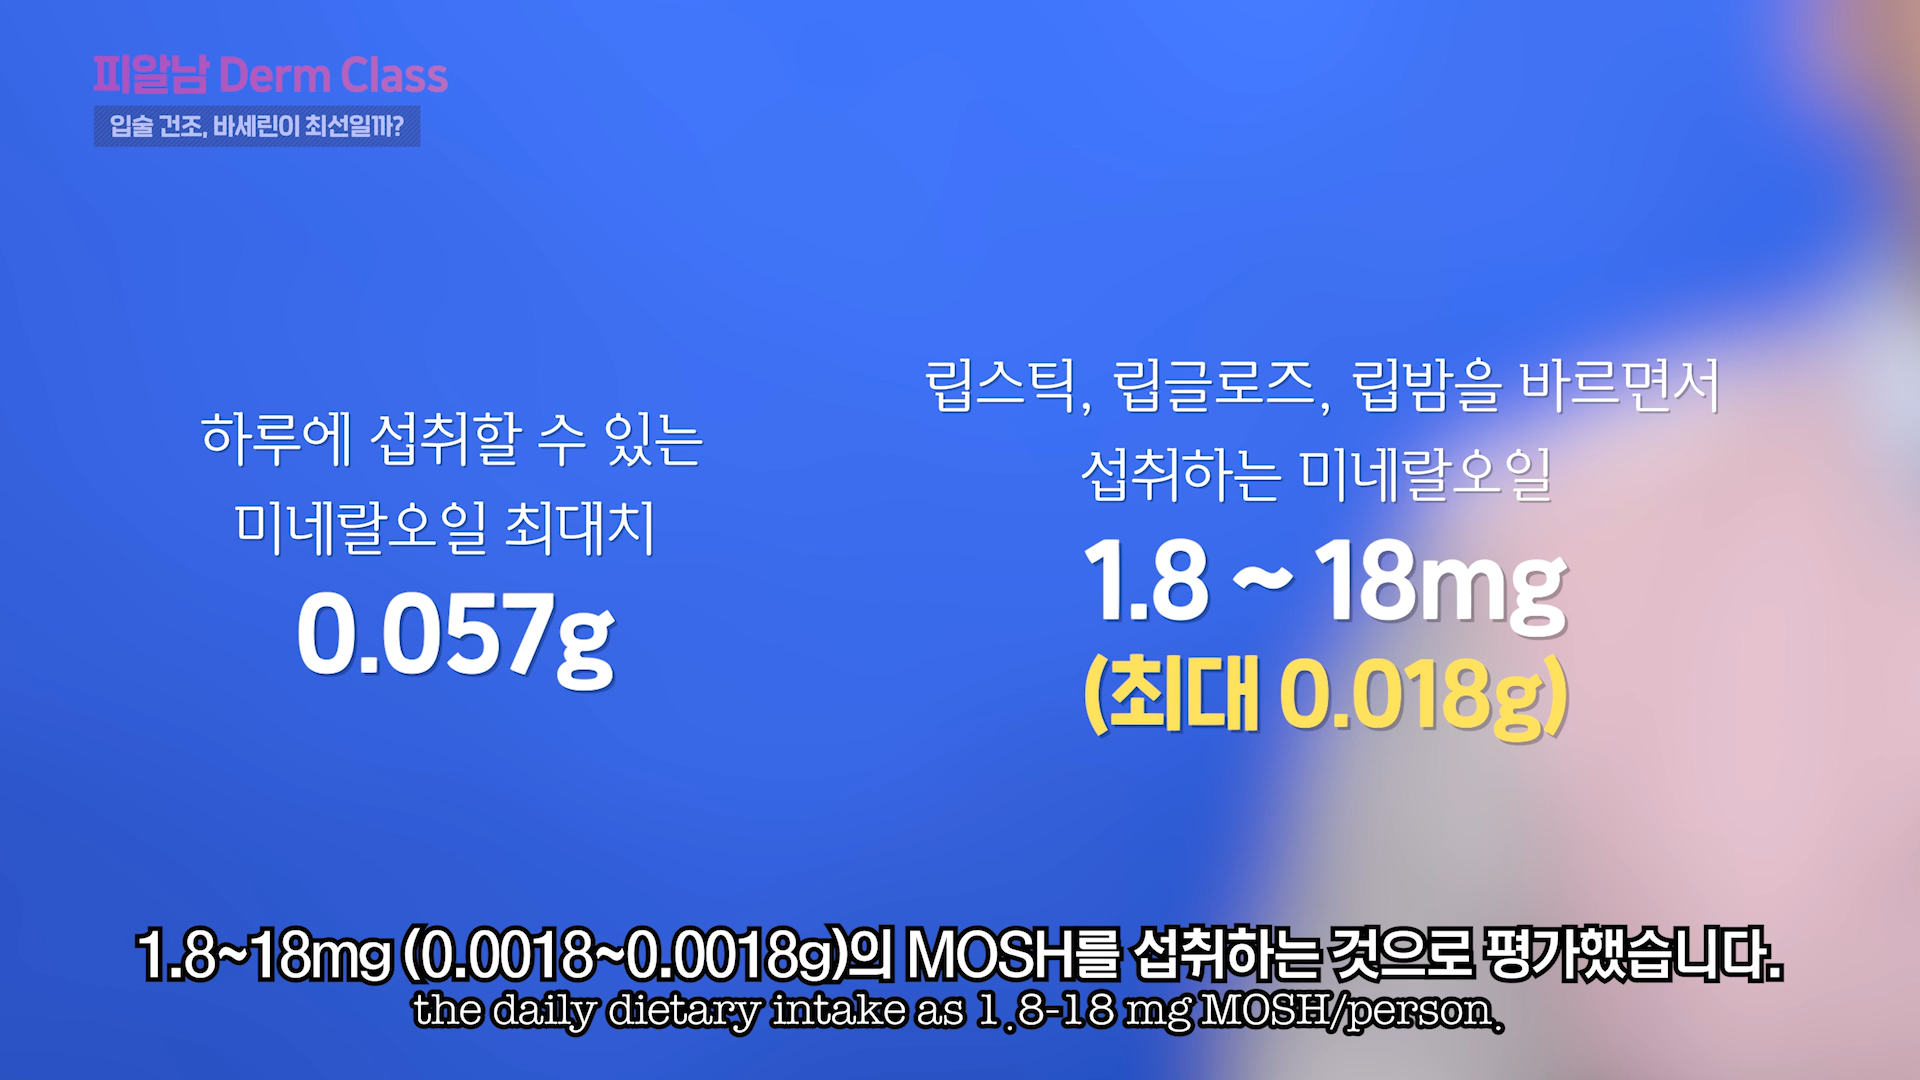 피알남 Derm Class
입술 건조, 바세린이 최선일까?
하루에 섭취할 수 있는
미네랄오일 최대치
0.057g
립스틱, 립글로즈, 립밤을 바르면서
섭취하는 미네랄오일
1.8 ~ 18mg
(최대 0.018g)
1.8~18mg (0.0018~0.0018g)의 MOSH를 섭취하는 것으로 평가했습니다.
the daily dietary intake as 1.8-18 mg MOSH/person.